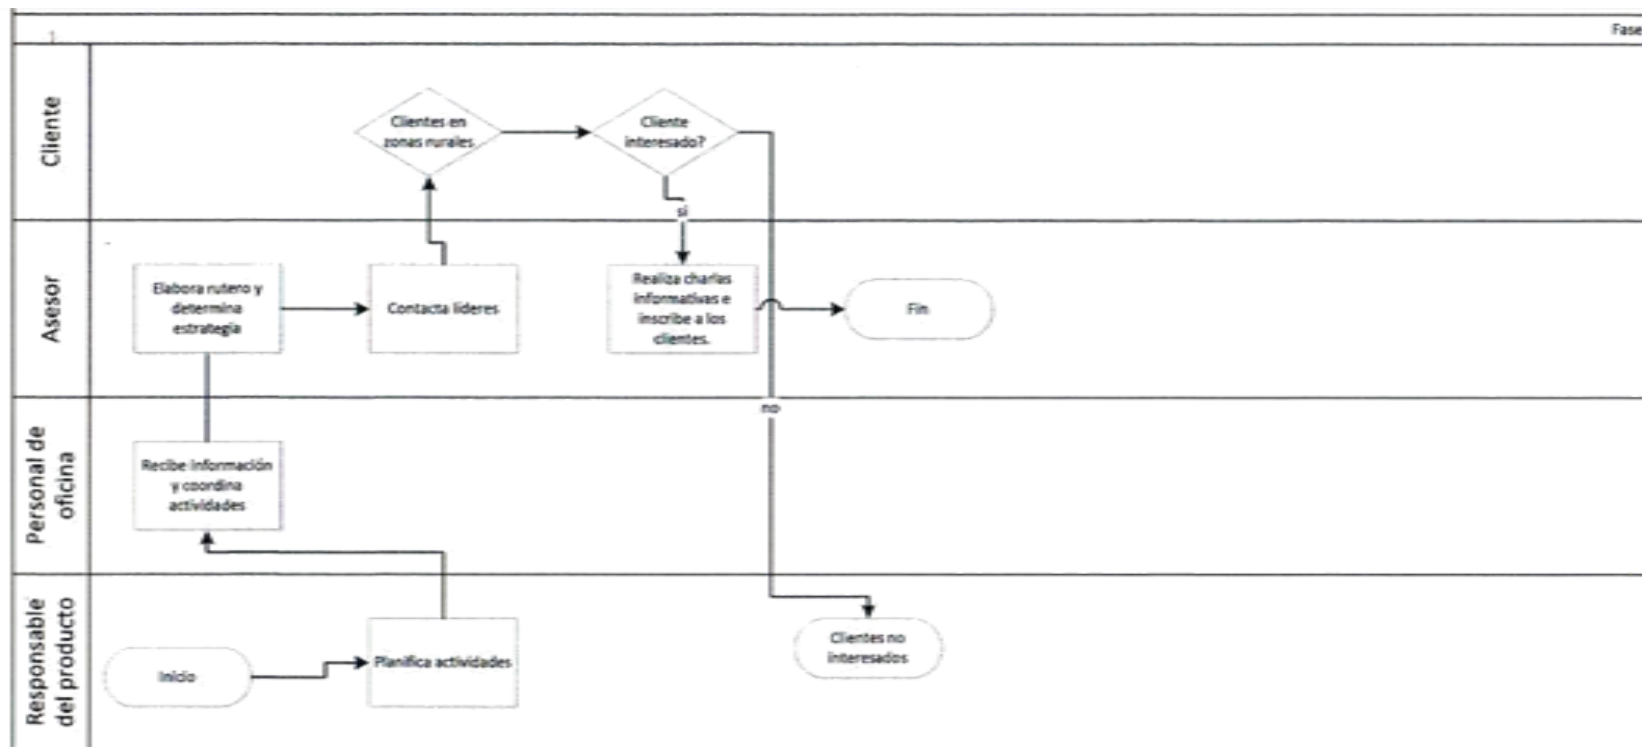 Fase
Cliente
Clientes en
zonas rurales
Cliente
interesado?
si
Asesor
Elabora rutero y
determina
estrategia
Contacta líderes
Realiza charlas
informativas e
inscribe a los
clientes.
Fin
no
Personal de
oficina
Recibe información
y coordina
actividades
Responsable
del producto
Inicio
Planifica actividades
Clientes no
interesados